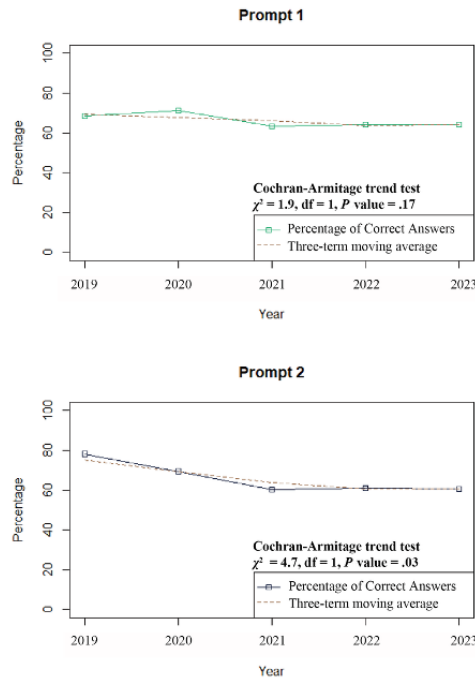 Prompt 1
100
80
60
40
20
0
Percentage
Cochran-Armitage trend test
χ² = 1.9, df = 1, P value = .17
Percentage of Correct Answers
Three-term moving average
2019 2020 2021 2022 2023
Year
Prompt 2
100
80
60
40
20
0
Percentage
Cochran-Armitage trend test
χ² = 4.7, df = 1, P value = .03
Percentage of Correct Answers
Three-term moving average
2019 2020 2021 2022 2023
Year